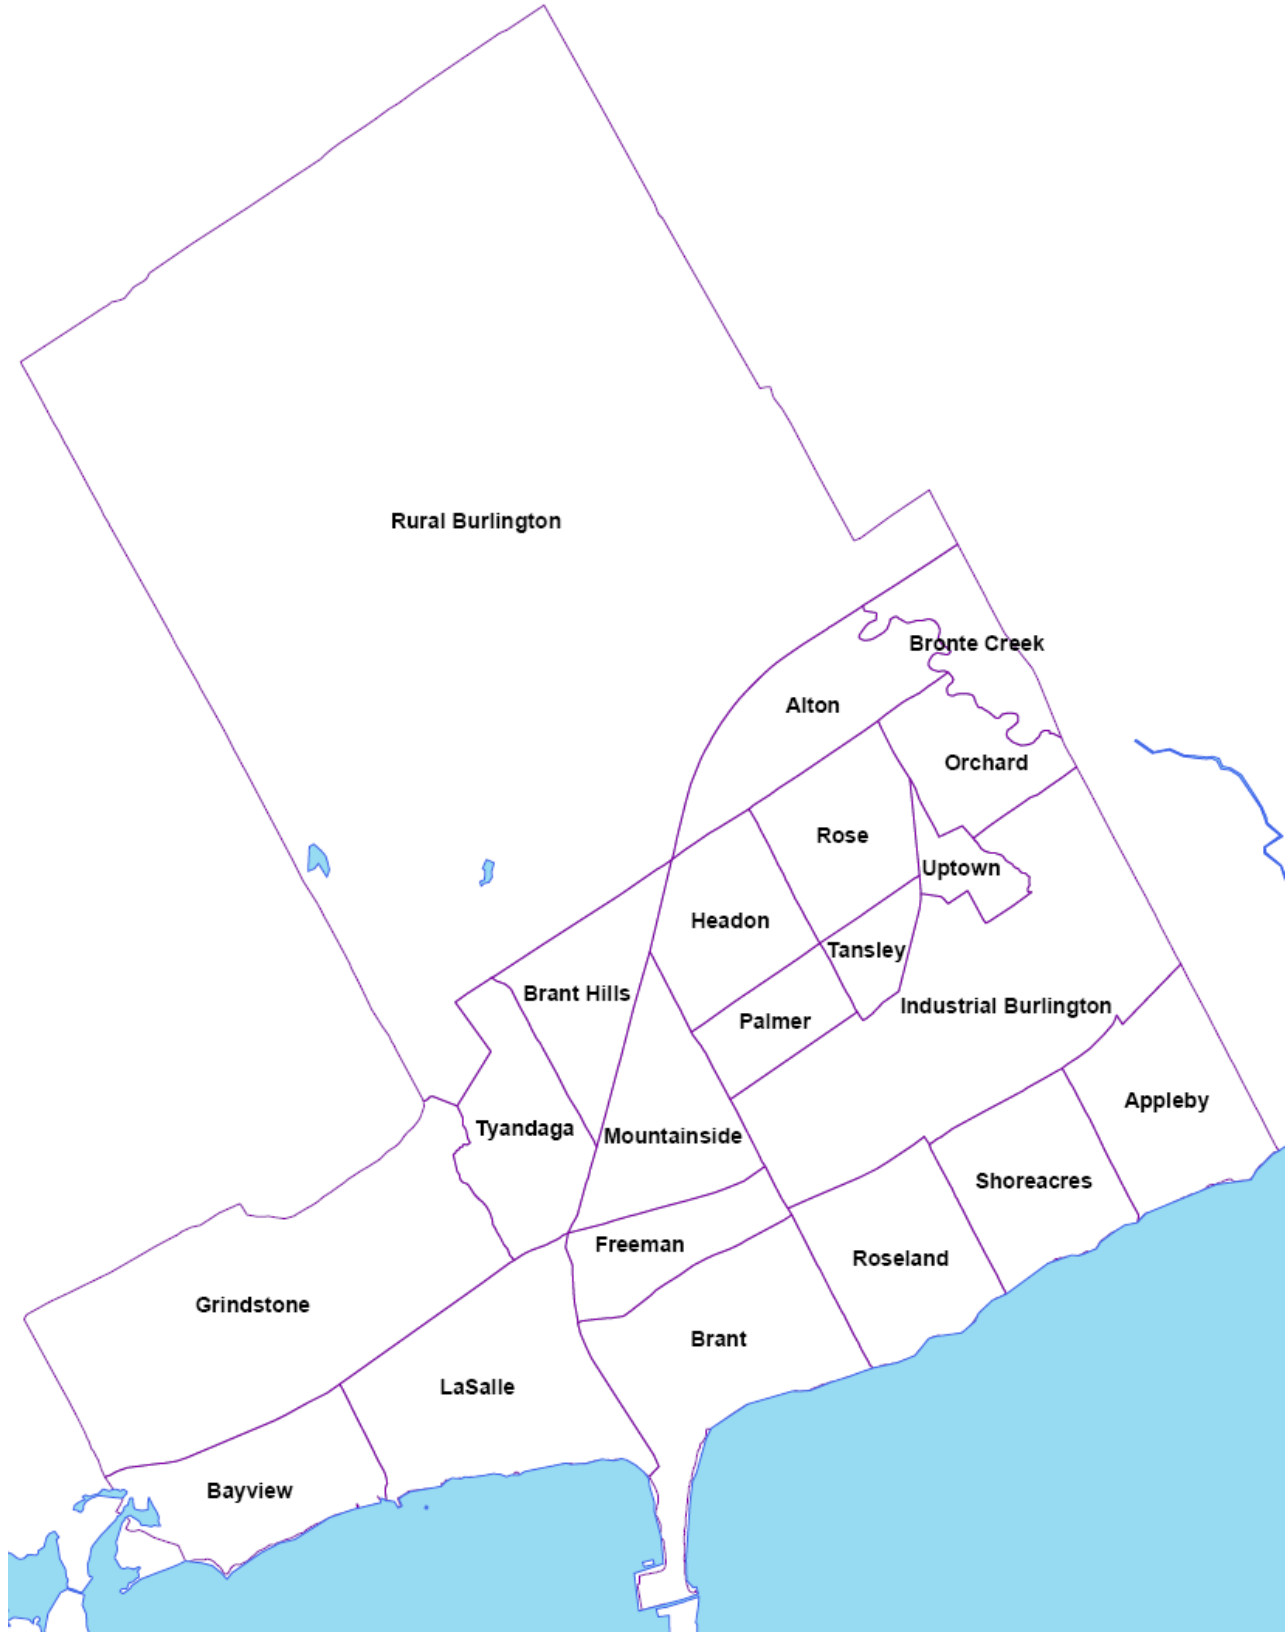 Rural Burlington
Bronte Creek
Alton
Orchard
Rose
Uptown
Headon
Tansley
Brant Hills
Industrial Burlington
Palmer
Appleby
Tyandaga
Mountainside
Shoreacres
Freeman
Roseland
Grindstone
Brant
LaSalle
Bayview